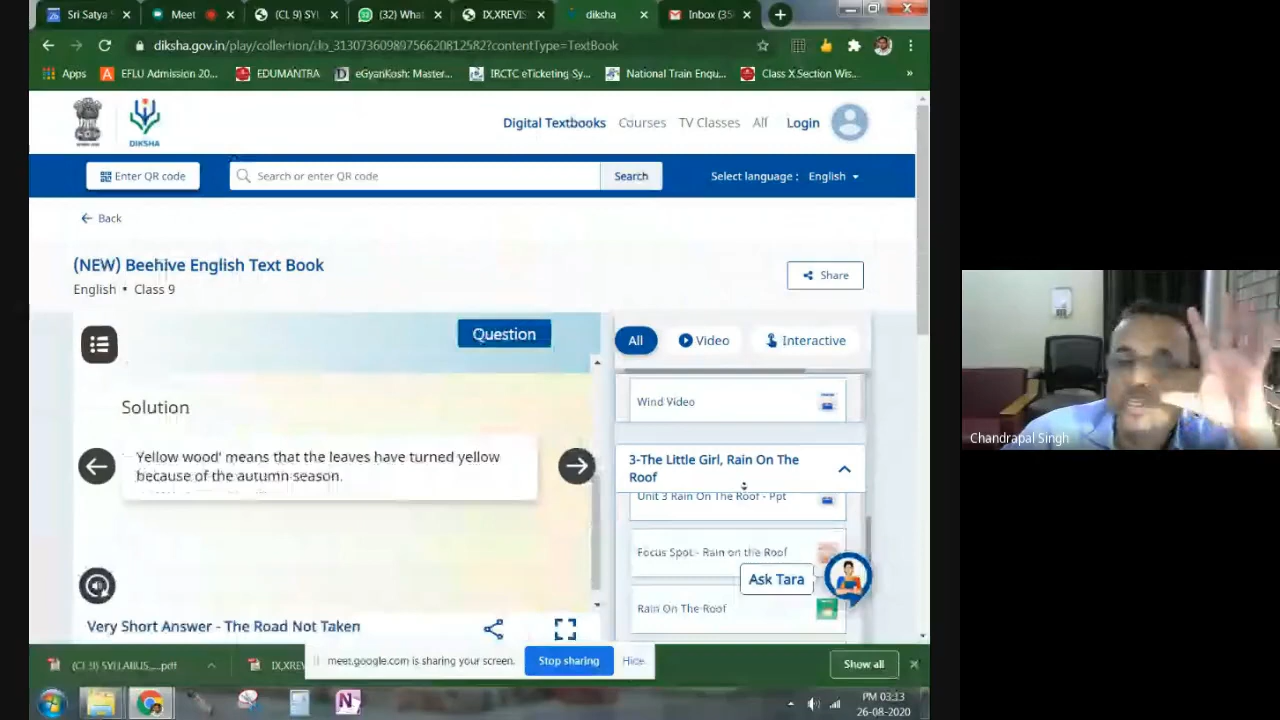 Sri Satya
Meet
(CL 9) SYL
(32) What
IX,XREVIS
diksha
Inbox (35
diksha.gov.in/play/collection/do_31307360980756620812582?contentType=TextBook
Apps
EFLU Admission 20...
EDUMANTRA
eGyanKosh: Master...
IRCTC eTicketing Sy...
National Train Enqu...
Class X.Section Wis...
»
DIKSHA
Digital Textbooks
Courses
TV Classes
All
Login
Enter QR code
Search or enter QR code
Search
Select language :
English
Back
(NEW) Beehive English Text Book
English • Class 9
Share
Question
All
Video
Interactive
Solution
Yellow wood' means that the leaves have turned yellow
because of the autumn season.
Wind Video
3-The Little Girl, Rain On The
Roof
Unit 3 Rain On The Roof - Ppt
Focus Spot - Rain on the Roof
Ask Tara
Rain On The Roof
Very Short Answer - The Road Not Taken
(CL 9) SYLLABUS_....pdf
IX,XREV
meet.google.com is sharing your screen.
Stop sharing
Hide
Show all
PM 03:13
26-08-2020
Chandrapal Singh